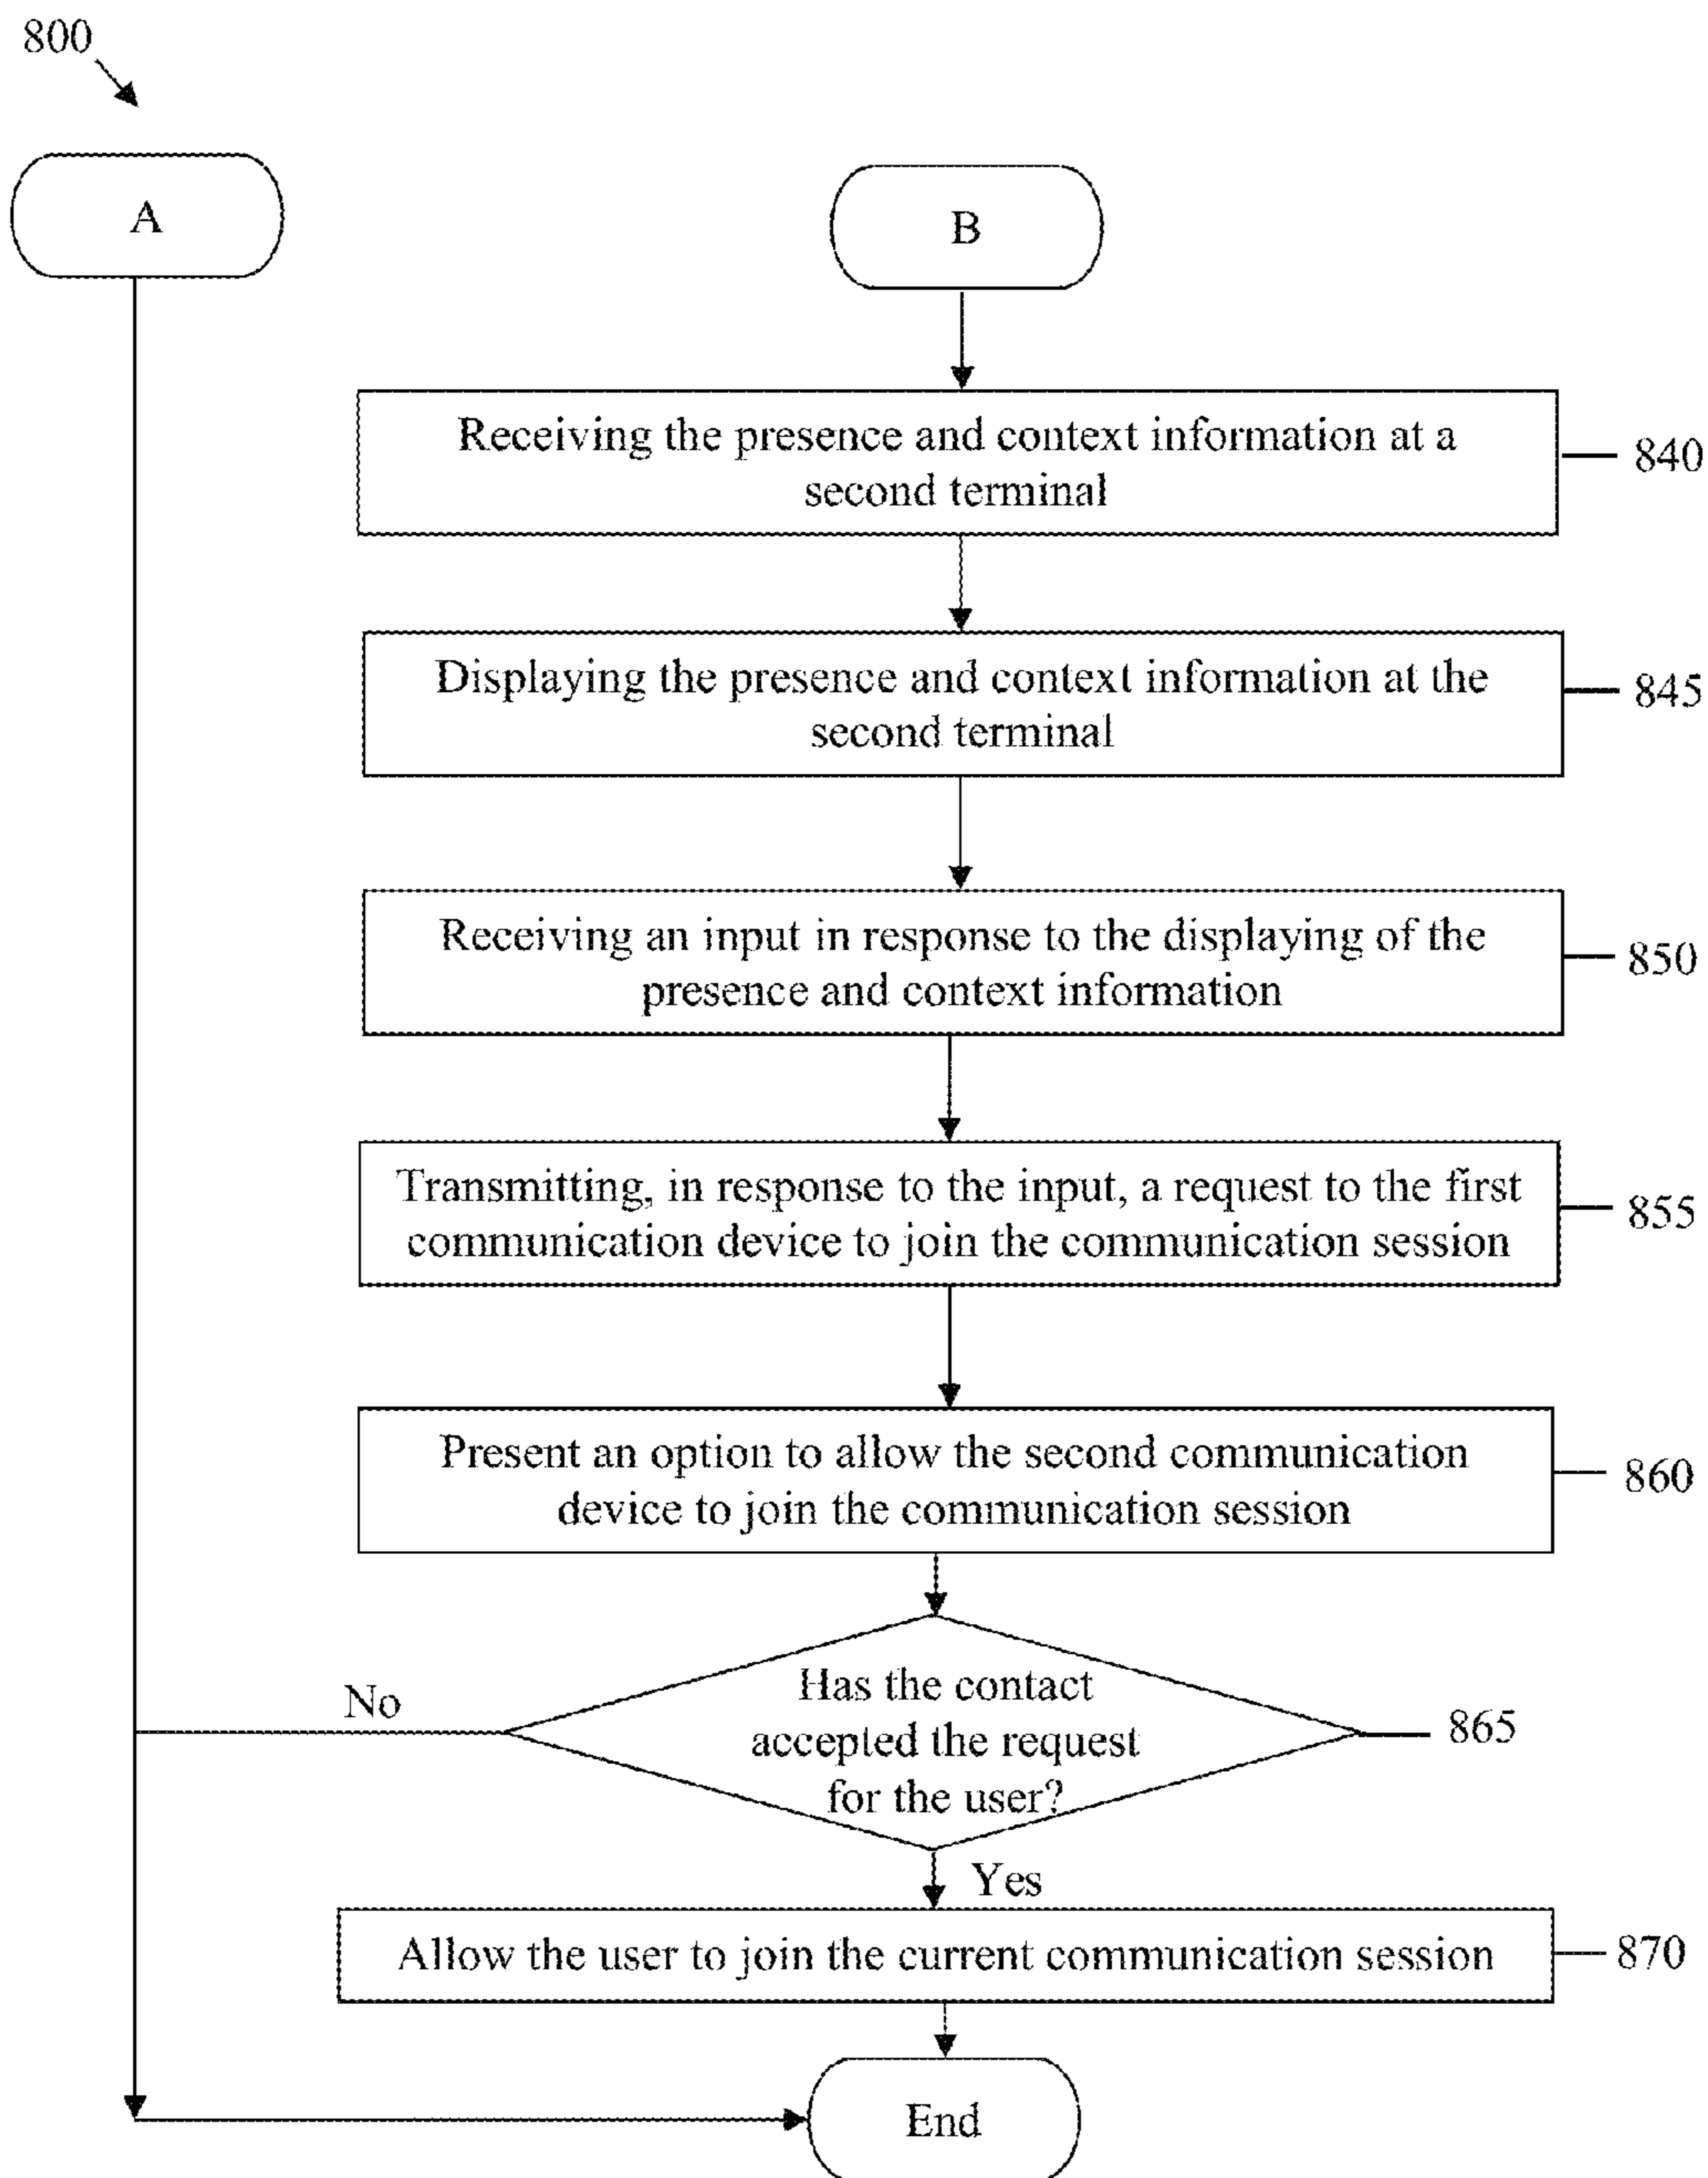 800
A
B
Receiving the presence and context information at a
second terminal
840
Displaying the presence and context information at the
second terminal
845
Receiving an input in response to the displaying of the
presence and context information
850
Transmitting, in response to the input, a request to the first
communication device to join the communication session
855
Present an option to allow the second communication
device to join the communication session
860
No
Has the contact
accepted the request
for the user?
865
Yes
Allow the user to join the current communication session
870
End